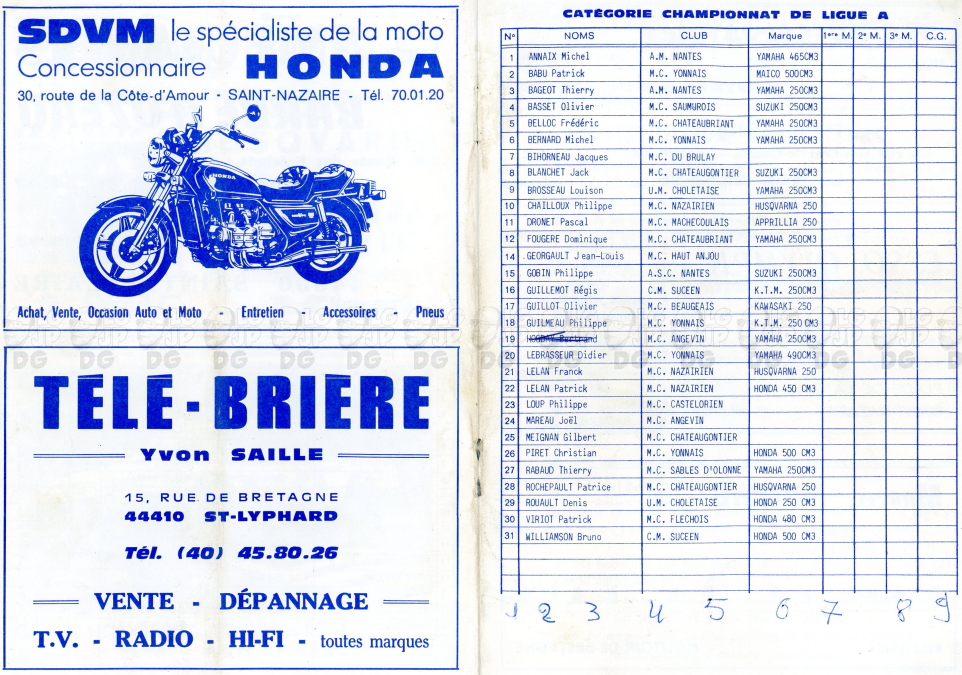 SDVM le spécialiste de la moto
Concessionnaire HONDA
30, route de la Côte-d'Amour - SAINT-NAZAIRE - Tél. 70.01.20
HONDA
Achat, Vente, Occasion Auto et Moto - Entretien - Accessoires - Pneus
TÉLÉ-BRIÈRE
Yvon SAILLE
15, RUE DE BRETAGNE
44410 ST-LYPHARD
Tél. (40) 45.80.26
VENTE - DÉPANNAGE
T.V. - RADIO - HI-FI - toutes marques
CATÉGORIE CHAMPIONNAT DE LIGUE A
N° NOMS CLUB Marque 1ere M. 2e M. 3e M. C.G.
1 ANNAIX Michel A.M. NANTES YAMAHA 465CM3
2 BABU Patrick M.C. YONNAIS MAICO 500CM3
3 BAGEOT Thierry A.M. NANTES YAMAHA 250CM3
4 BASSET Olivier M.C. SAUMUROIS SUZUKI 250CM3
5 BELLOC Frédéric M.C. CHATEAUBRIANT YAMAHA 250CM3
6 BERNARD Michel M.C. YONNAIS YAMAHA 250CM3
7 BIHORNEAU Jacques M.C. DU BRULAY
8 BLANCHET Jack M.C. CHATEAUGONTIER SUZUKI 250CM3
9 BROSSEAU Louison U.M. CHOLETAISE YAMAHA 250CM3
10 CHAILLOUX Philippe M.C. NAZAIRIEN HUSQVARNA 250
11 DRONET Pascal M.C. MACHECOULAIS APPRILLIA 250
12 FOUGERE Dominique M.C. CHATEAUBRIANT YAMAHA 250CM3
14 GEORGAULT Jean-Louis M.C. HAUT ANJOU
15 GOBIN Philippe A.S.C. NANTES SUZUKI 250CM3
16 GUILLEMOT Régis C.M. SUCEEN K.T.M. 250CM3
17 GUILLOT Olivier M.C. BEAUGEAIS KAWASAKI 250
18 GUILMEAU Philippe M.C. YONNAIS K.T.M. 250 CM3
19 Bertrand M.C. ANGEVIN YAMAHA 250CM3
20 LEBRASSEUR Didier M.C. YONNAIS YAMAHA 490CM3
21 LELAN Franck M.C. NAZAIRIEN HUSQVARNA 250
22 LELAN Patrick M.C. NAZAIRIEN HONDA 450 CM3
23 LOUP Philippe M.C. CASTELORIEN
24 MAREAU Joël M.C. ANGEVIN
25 MEIGNAN Gilbert M.C. CHATEAUGONTIER
26 PIRET Christian M.C. YONNAIS HONDA 500 CM3
27 RABAUD Thierry M.C. SABLES D'OLONNE YAMAHA 250CM3
28 ROCHEPAULT Patrice M.C. CHATEAUGONTIER HUSQVARNA 250
29 ROUAULT Denis U.M. CHOLETAISE HONDA 250 CM3
30 VIRIOT Patrick M.C. FLECHOIS HONDA 480 CM3
31 WILLIAMSON Bruno C.M. SUCEEN HONDA 500 CM3
1 2 3 4 5 6 7 8 9